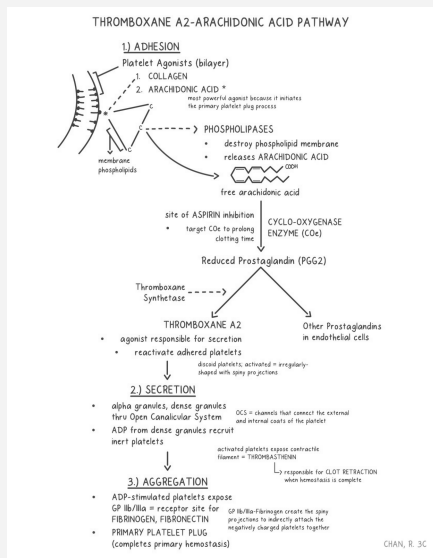 THROMBOXANE A2-ARACHIDONIC ACID PATHWAY
1.) ADHESION
Platelet Agonists (bilayer)
1. COLLAGEN
2. ARACHIDONIC ACID *
most powerful agonist because it initiates
the primary platelet plug process
*
C
C
C
membrane
phospholipids
PHOSPHOLIPASES
• destroy phospholipid membrane
• releases ARACHIDONIC ACID
COOH
free arachidonic acid
site of ASPIRIN inhibition
• target COe to prolong
clotting time
CYCLO-OXYGENASE
ENZYME (COe)
Reduced Prostaglandin (PGG2)
Thromboxane
Synthetase
THROMBOXANE A2
• agonist responsible for secretion
• reactivate adhered platelets
Other Prostaglandins
in endothelial cells
discoid platelets; activated = irregularly-
shaped with spiny projections
2.) SECRETION
• alpha granules, dense granules
thru Open Canalicular System
• ADP from dense granules recruit
inert platelets
OCS = channels that connect the external
and internal coats of the platelet
activated platelets expose contractile
filament = THROMBASTHENIN
responsible for CLOT RETRACTION
when hemostasis is complete
3.) AGGREGATION
• ADP-stimulated platelets expose
GP IIb/IIIa = receptor site for
FIBRINOGEN, FIBRONECTIN
• PRIMARY PLATELET PLUG
(completes primary hemostasis)
GP IIb/IIIa-Fibrinogen create the spiny
projections to indirectly attach the
negatively charged platelets together
CHAN, R. 3C